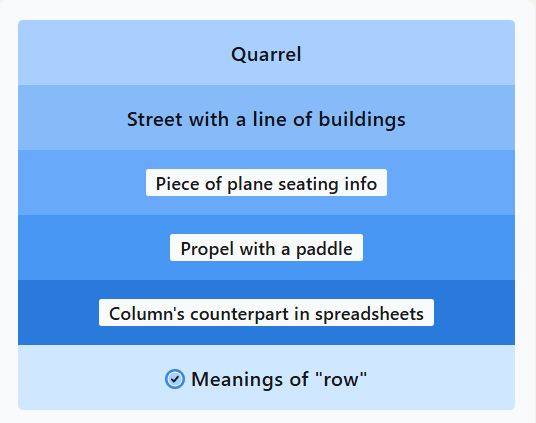 Quarrel
Street with a line of buildings
Piece of plane seating info
Propel with a paddle
Column's counterpart in spreadsheets
Meanings of "row"